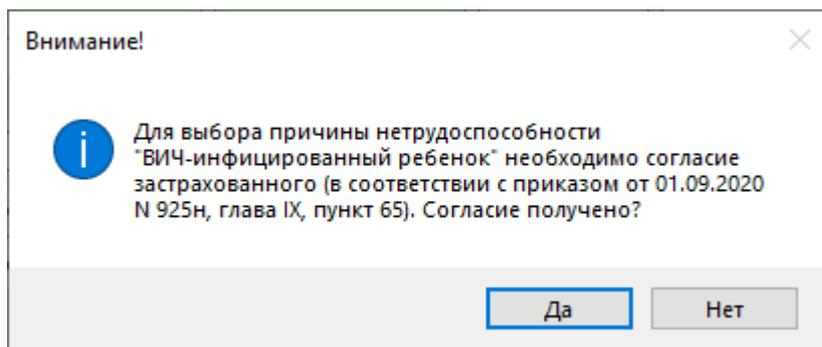 Внимание!
Для выбора причины нетрудоспособности
"ВИЧ-инфицированный ребенок" необходимо согласие
застрахованного (в соответствии с приказом от 01.09.2020
N 925н, глава IX, пункт 65). Согласие получено?
Да
Нет